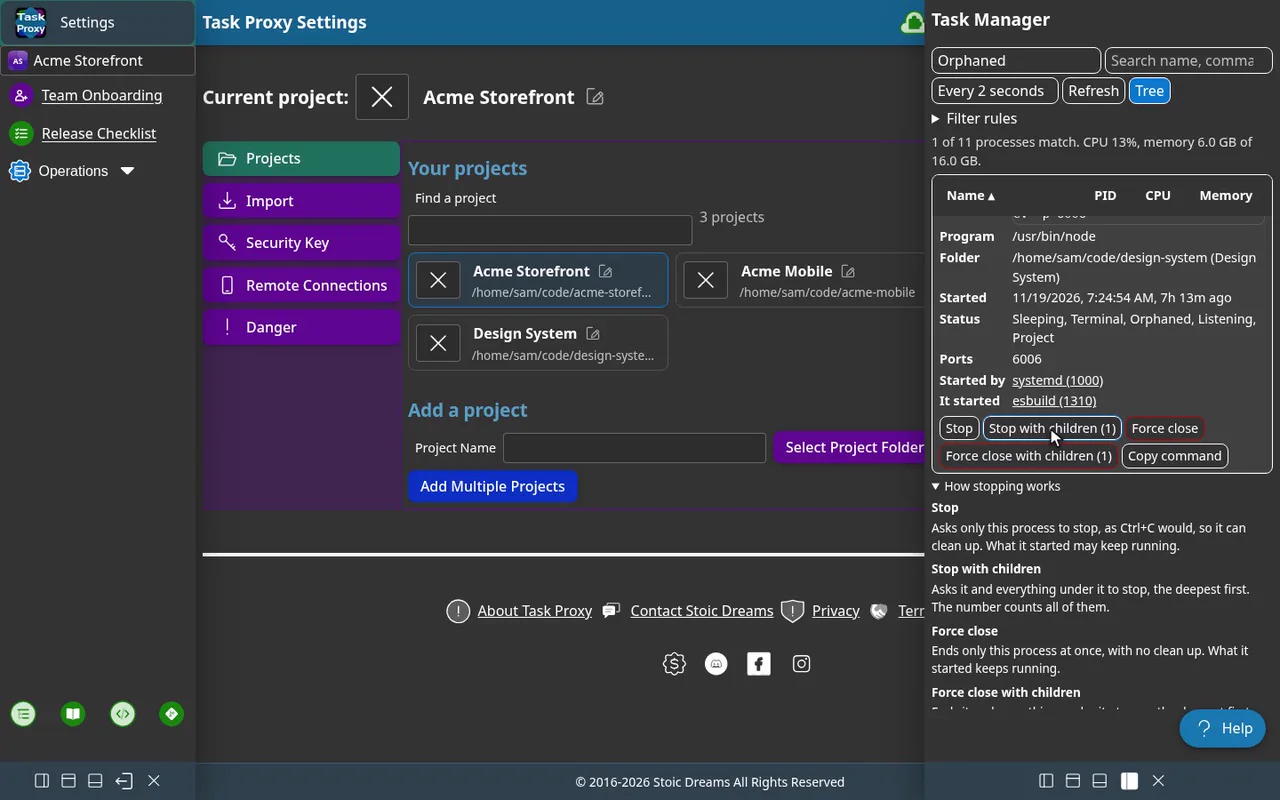 Task Proxy
Settings
AS
Acme Storefront
Team Onboarding
Release Checklist
Operations
Task Proxy Settings
Current project:
Acme Storefront
Projects
Import
Security Key
Remote Connections
Danger
Your projects
Find a project
3 projects
Acme Storefront
/home/sam/code/acme-storef...
Acme Mobile
/home/sam/code/acme-mobile
Design System
/home/sam/code/design-syste...
Add a project
Project Name
Select Project Folder
Add Multiple Projects
About Task Proxy
Contact Stoic Dreams
Privacy
Terr
© 2016-2026 Stoic Dreams All Rights Reserved
Task Manager
Orphaned
Search name, comma
Every 2 seconds
Refresh
Tree
Filter rules
1 of 11 processes match. CPU 13%, memory 6.0 GB of
16.0 GB.
Name ▲ PID CPU Memory
Program /usr/bin/node
Folder /home/sam/code/design-system (Design
System)
Started 11/19/2026, 7:24:54 AM, 7h 13m ago
Status Sleeping, Terminal, Orphaned, Listening,
Project
Ports 6006
Started by systemd (1000)
It started esbuild (1310)
Stop
Stop with children (1)
Force close
Force close with children (1)
Copy command
How stopping works
Stop
Asks only this process to stop, as Ctrl+C would, so it can
clean up. What it started may keep running.
Stop with children
Asks it and everything under it to stop, the deepest first.
The number counts all of them.
Force close
Ends only this process at once, with no clean up. What it
started keeps running.
Force close with children
Help